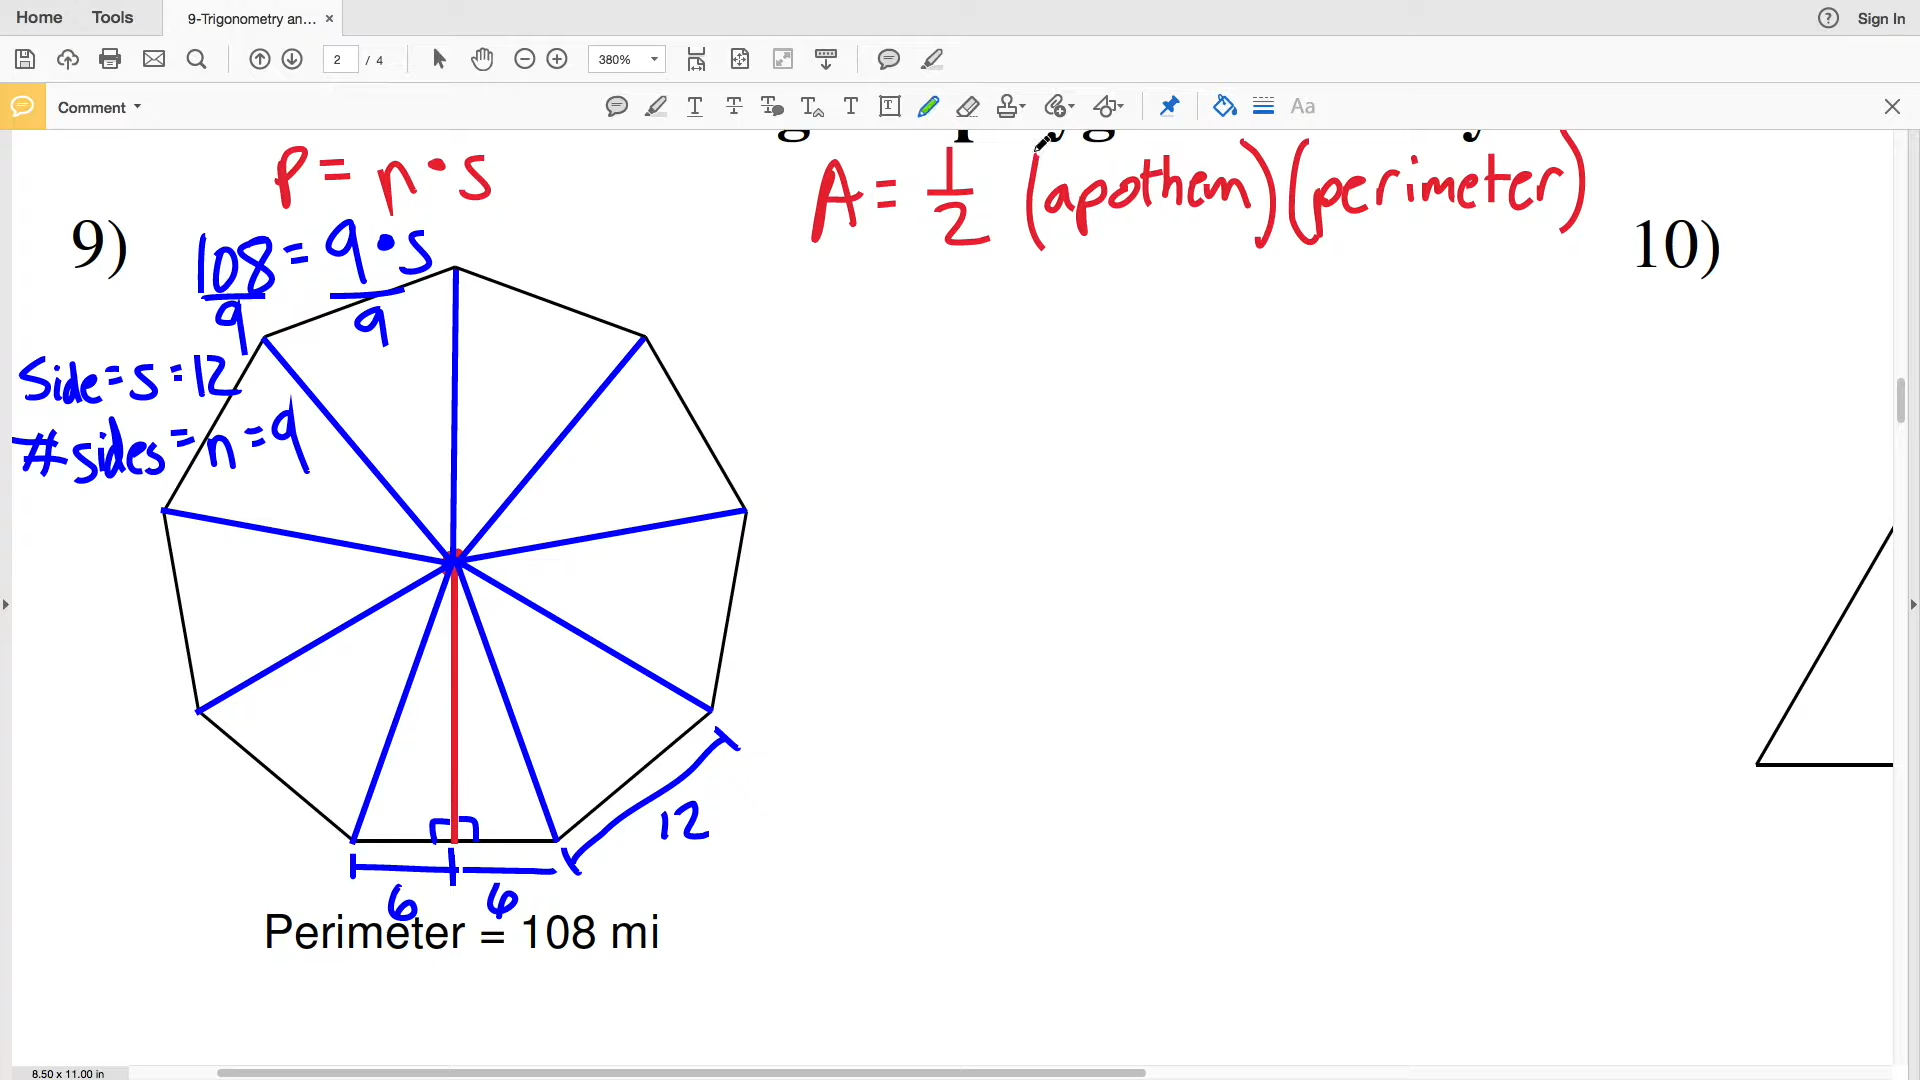 Home Tools 9-Trigonometry an... × Sign In
2 / 4 380%
Comment Aa
P = n • s
A = 1/2 (apothem)(perimeter)
9)
10)
108 = 9 • s
9 9
Side = s = 12
# sides = n = 9
12
6 6
Perimeter = 108 mi
8.50 x 11.00 in